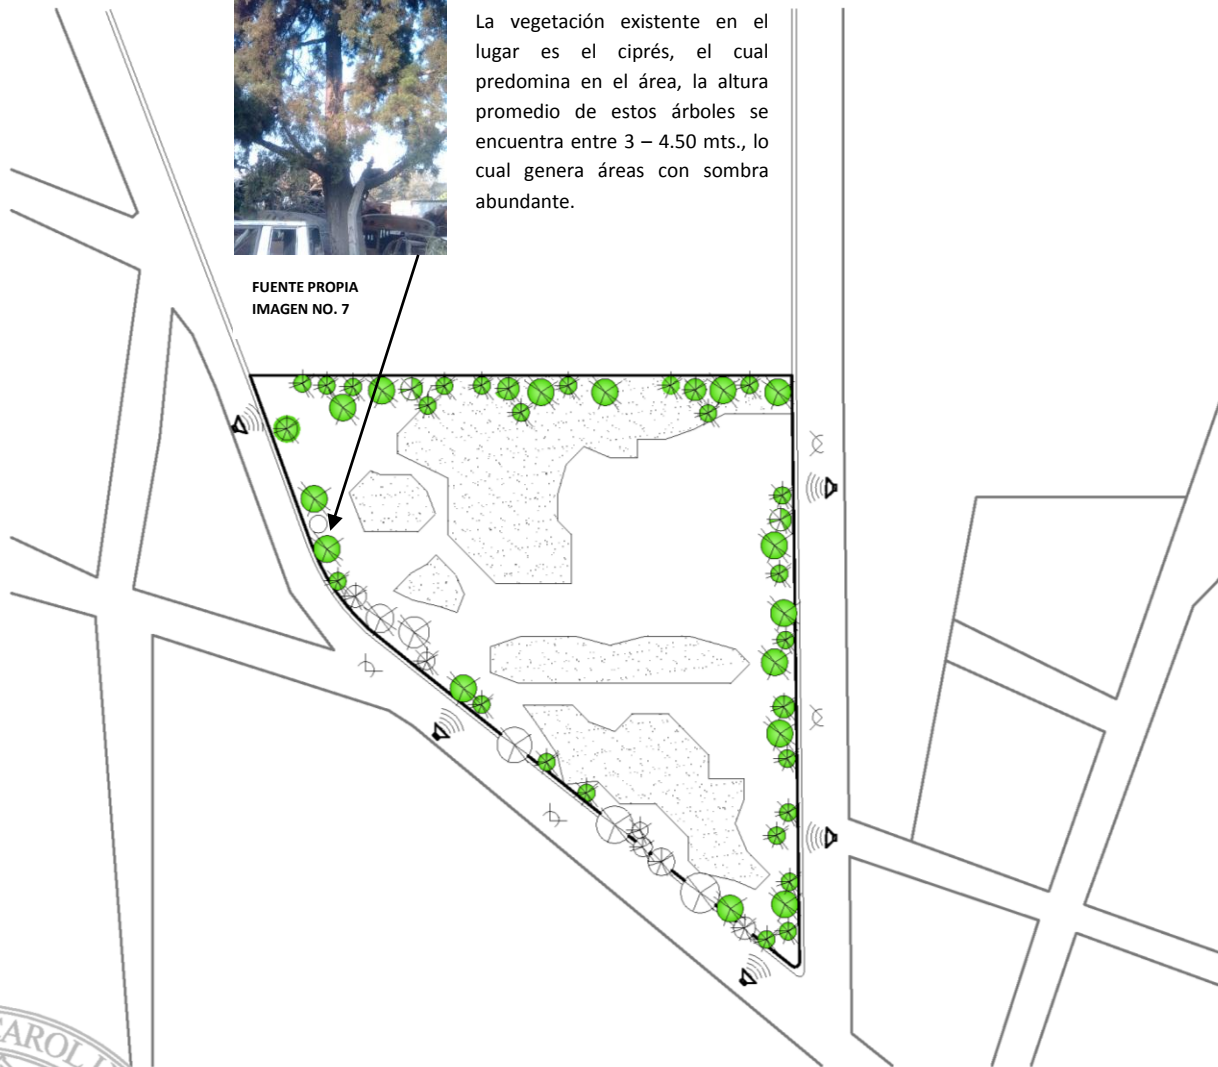 La vegetación existente en el
lugar es el ciprés, el cual
predomina en el área, la altura
promedio de estos árboles se
encuentra entre 3 – 4.50 mts., lo
cual genera áreas con sombra
abundante.
FUENTE PROPIA
IMAGEN NO. 7
CAROL